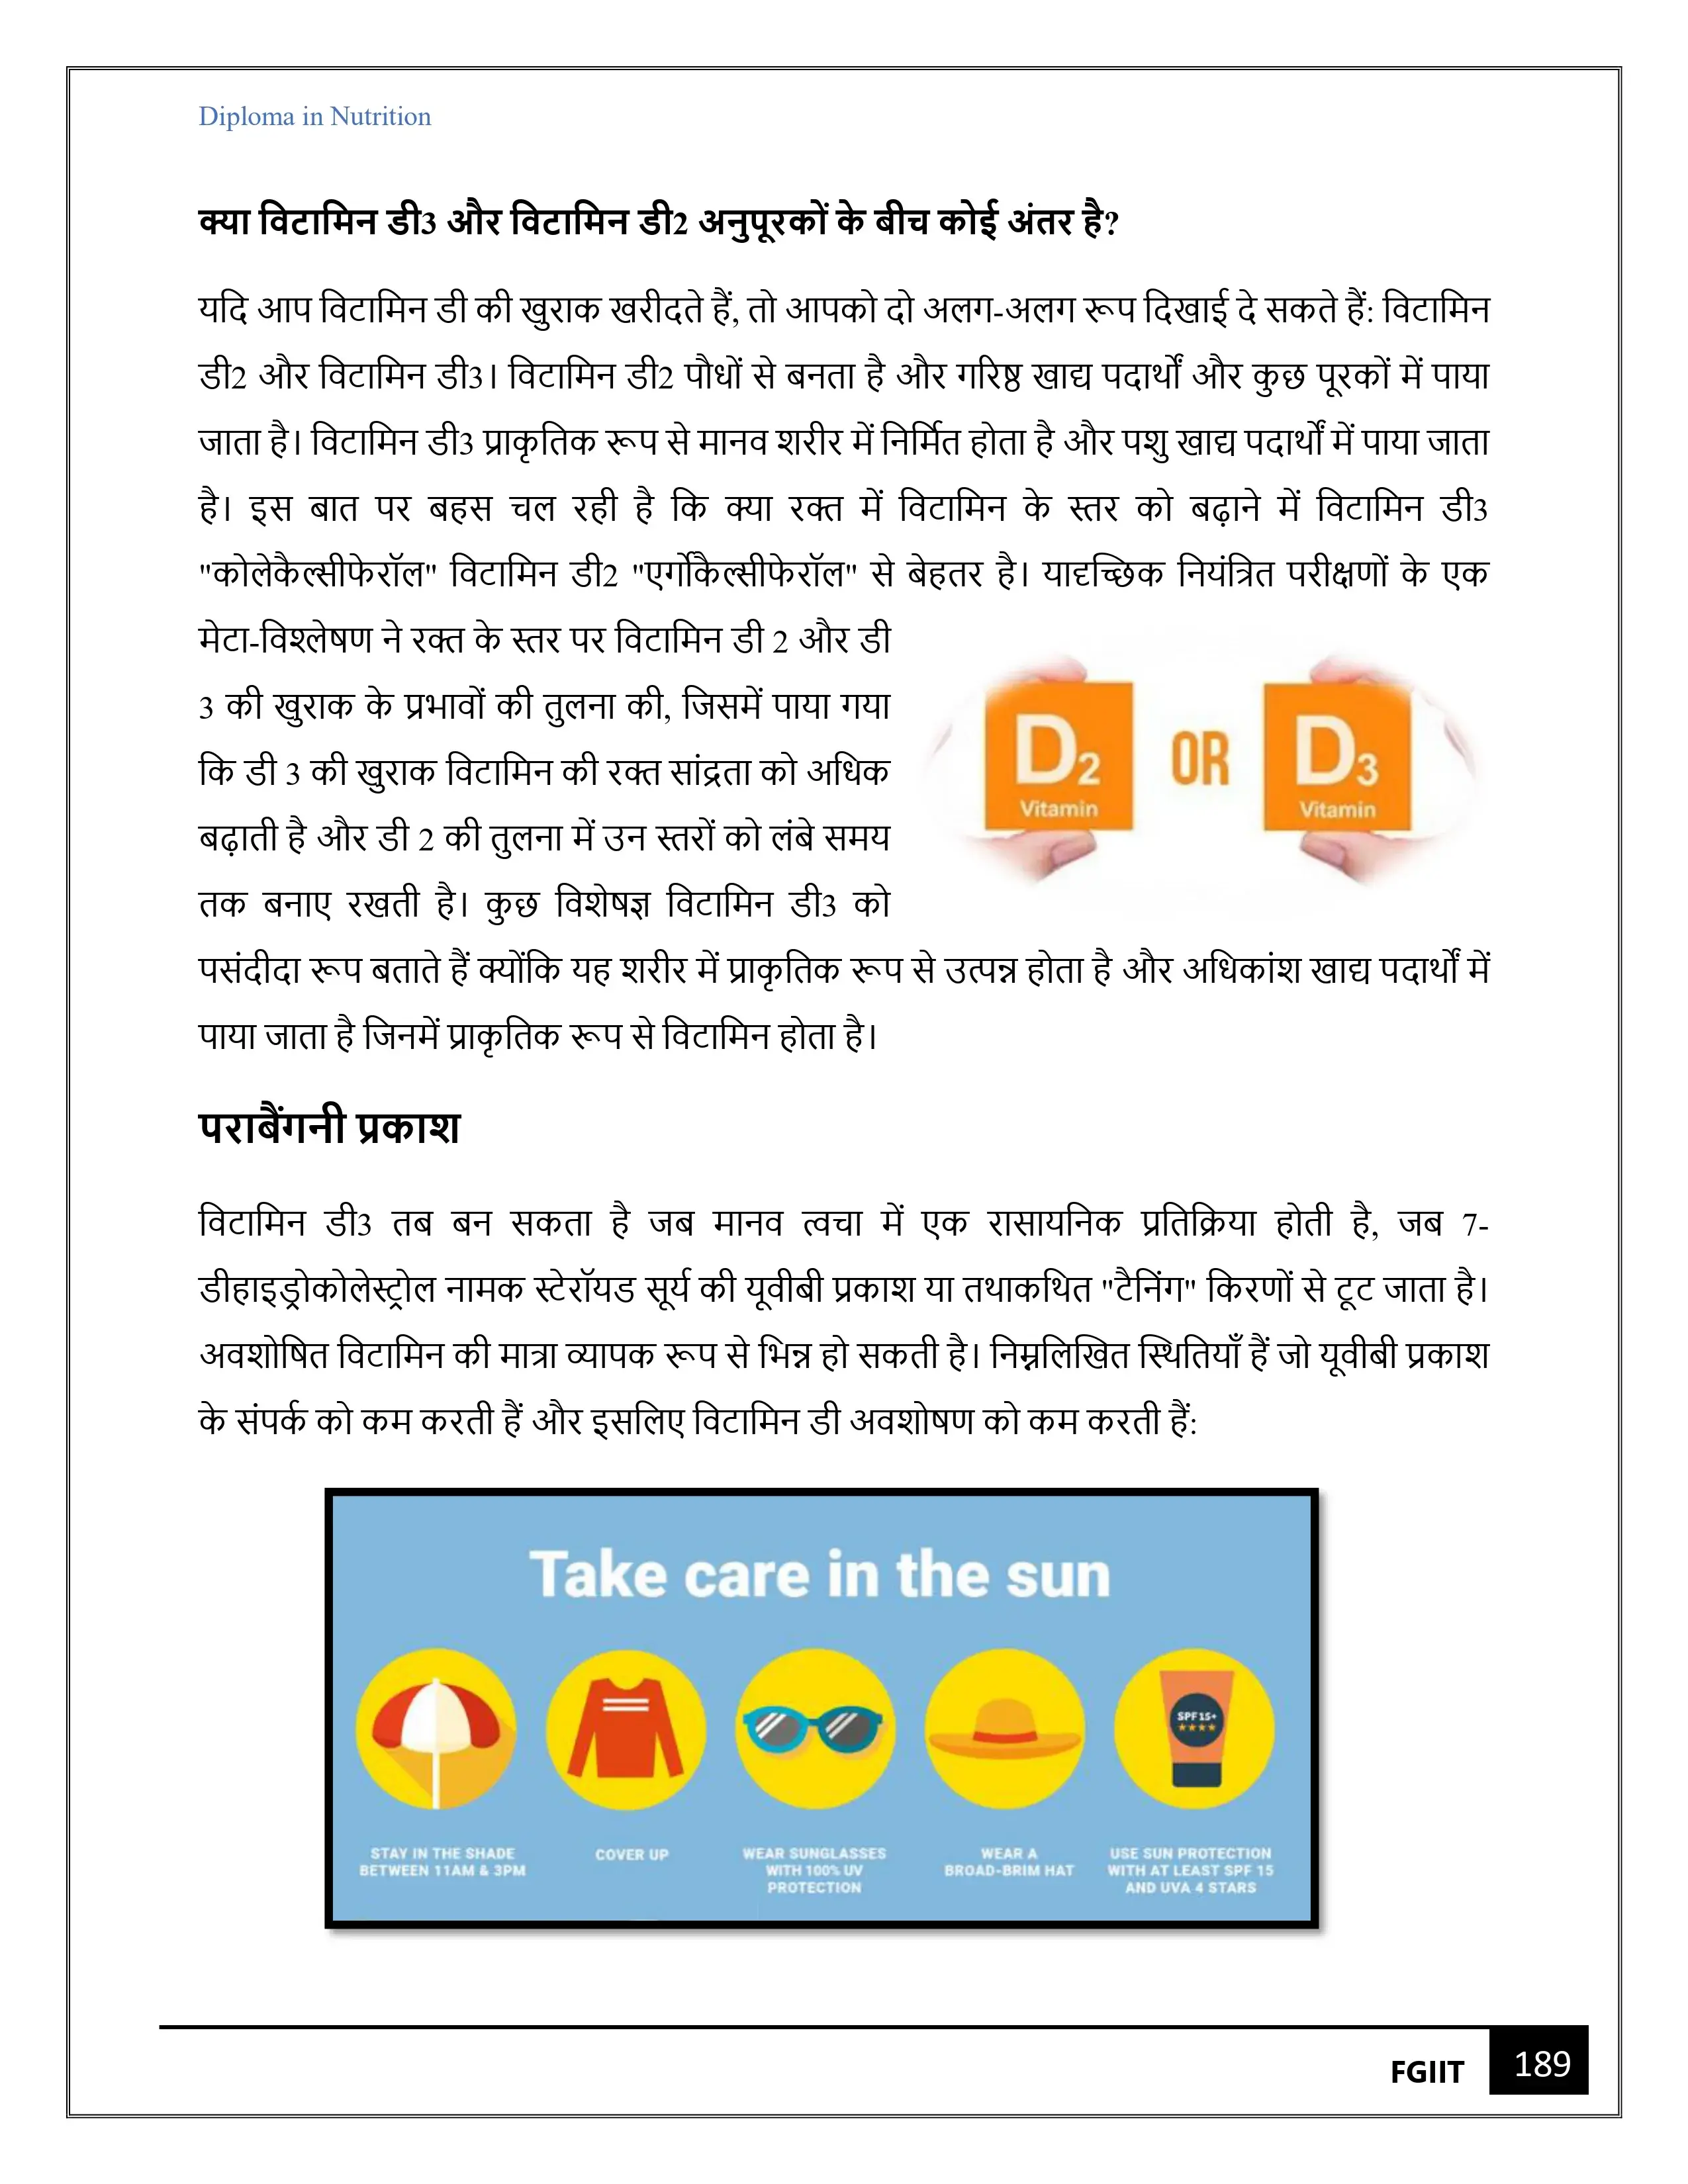 Diploma in Nutrition
क्या विटामिन डी3 और विटामिन डी2 अनुपूरकों के बीच कोई अंतर है?
यदि आप विटामिन डी की खुराक खरीदते हैं, तो आपको दो अलग-अलग रूप दिखाई दे सकते हैं: विटामिन
डी2 और विटामिन डी3। विटामिन डी2 पौधों से बनता है और गरिष्ठ खाद्य पदार्थों और कुछ पूरकों में पाया
जाता है। विटामिन डी3 प्राकृतिक रूप से मानव शरीर में निर्मित होता है और पशु खाद्य पदार्थों में पाया जाता
है। इस बात पर बहस चल रही है कि क्या रक्त में विटामिन के स्तर को बढ़ाने में विटामिन डी3
"कोलेकैल्सीफेरॉल" विटामिन डी2 "एर्गोकैल्सीफेरॉल" से बेहतर है। यादृच्छिक नियंत्रित परीक्षणों के एक
मेटा-विश्लेषण ने रक्त के स्तर पर विटामिन डी 2 और डी
3 की खुराक के प्रभावों की तुलना की, जिसमें पाया गया
कि डी 3 की खुराक विटामिन की रक्त सांद्रता को अधिक
बढ़ाती है और डी 2 की तुलना में उन स्तरों को लंबे समय
तक बनाए रखती है। कुछ विशेषज्ञ विटामिन डी3 को
D2 OR D3
Vitamin Vitamin
पसंदीदा रूप बताते हैं क्योंकि यह शरीर में प्राकृतिक रूप से उत्पन्न होता है और अधिकांश खाद्य पदार्थों में
पाया जाता है जिनमें प्राकृतिक रूप से विटामिन होता है।
पराबैंगनी प्रकाश
विटामिन डी3 तब बन सकता है जब मानव त्वचा में एक रासायनिक प्रतिक्रिया होती है, जब 7-
डीहाइड्रोकोलेस्ट्रोल नामक स्टेरॉयड सूर्य की यूवीबी प्रकाश या तथाकथित "टैनिंग" किरणों से टूट जाता है।
अवशोषित विटामिन की मात्रा व्यापक रूप से भिन्न हो सकती है। निम्नलिखित स्थितियाँ हैं जो यूवीबी प्रकाश
के संपर्क को कम करती हैं और इसलिए विटामिन डी अवशोषण को कम करती हैं:
Take care in the sun
SPF 15+
STAY IN THE SHADE
BETWEEN 11AM & 3PM
COVER UP
WEAR SUNGLASSES
WITH 100% UV
PROTECTION
WEAR A
BROAD-BRIM HAT
USE SUN PROTECTION
WITH AT LEAST SPF 15
AND UVA 4 STARS
FGIIT 189